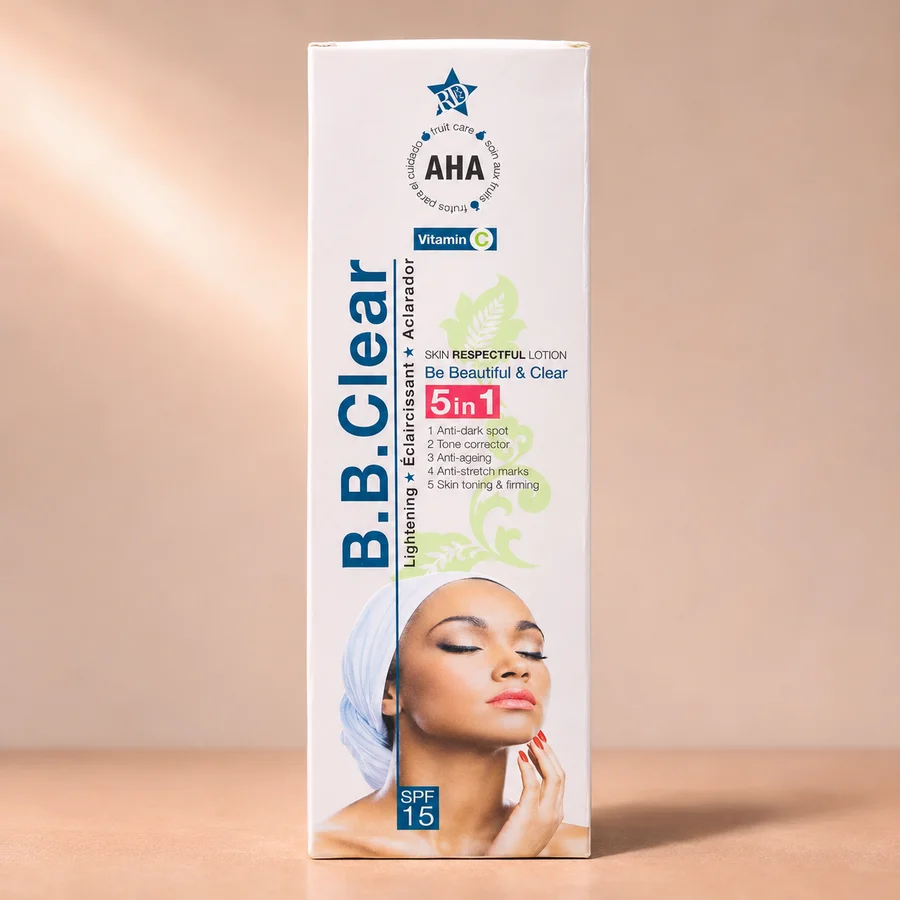 RD
AHA
fruit care
soin aux fruits
frutos para el cuidado
Vitamin C
B.B.Clear
Lightening ★ Éclaircissant ★ Aclarador
SKIN RESPECTFUL LOTION
Be Beautiful & Clear
5in1
1 Anti-dark spot
2 Tone corrector
3 Anti-ageing
4 Anti-stretch marks
5 Skin toning & firming
SPF
15